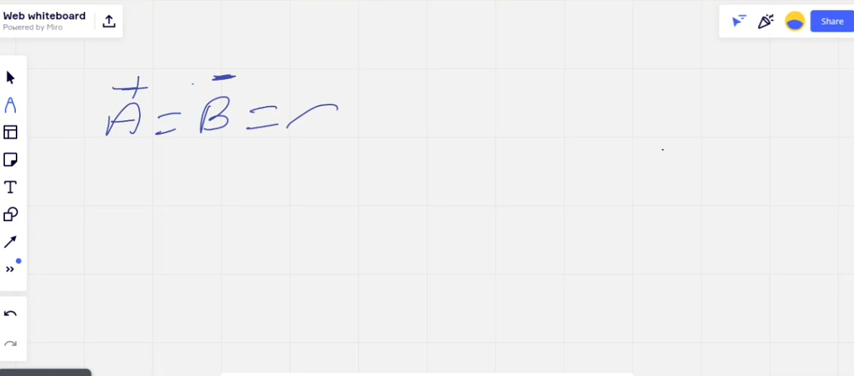 Web whiteboard
Powered by Miro
Share
+ -
A = B =